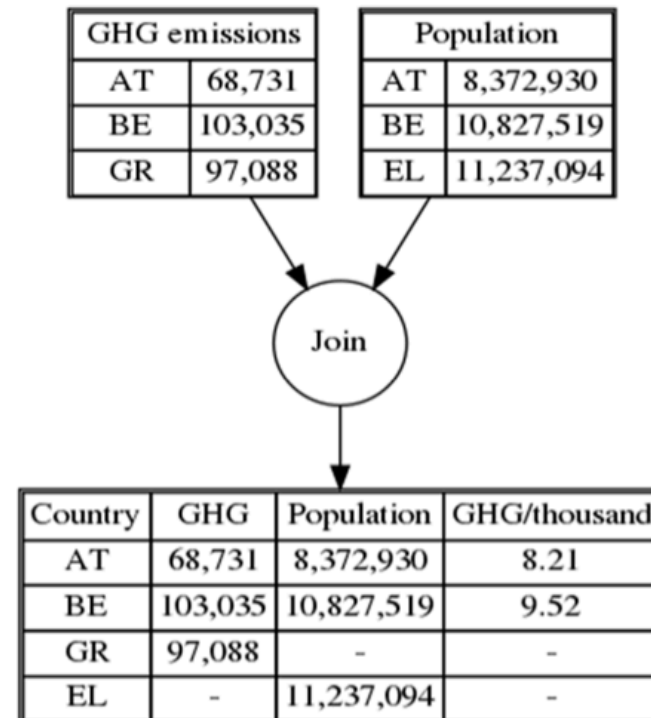 GHG emissions
AT 68,731
BE 103,035
GR 97,088
Population
AT 8,372,930
BE 10,827,519
EL 11,237,094
Join
Country GHG Population GHG/thousand
AT 68,731 8,372,930 8.21
BE 103,035 10,827,519 9.52
GR 97,088 - -
EL - 11,237,094 -